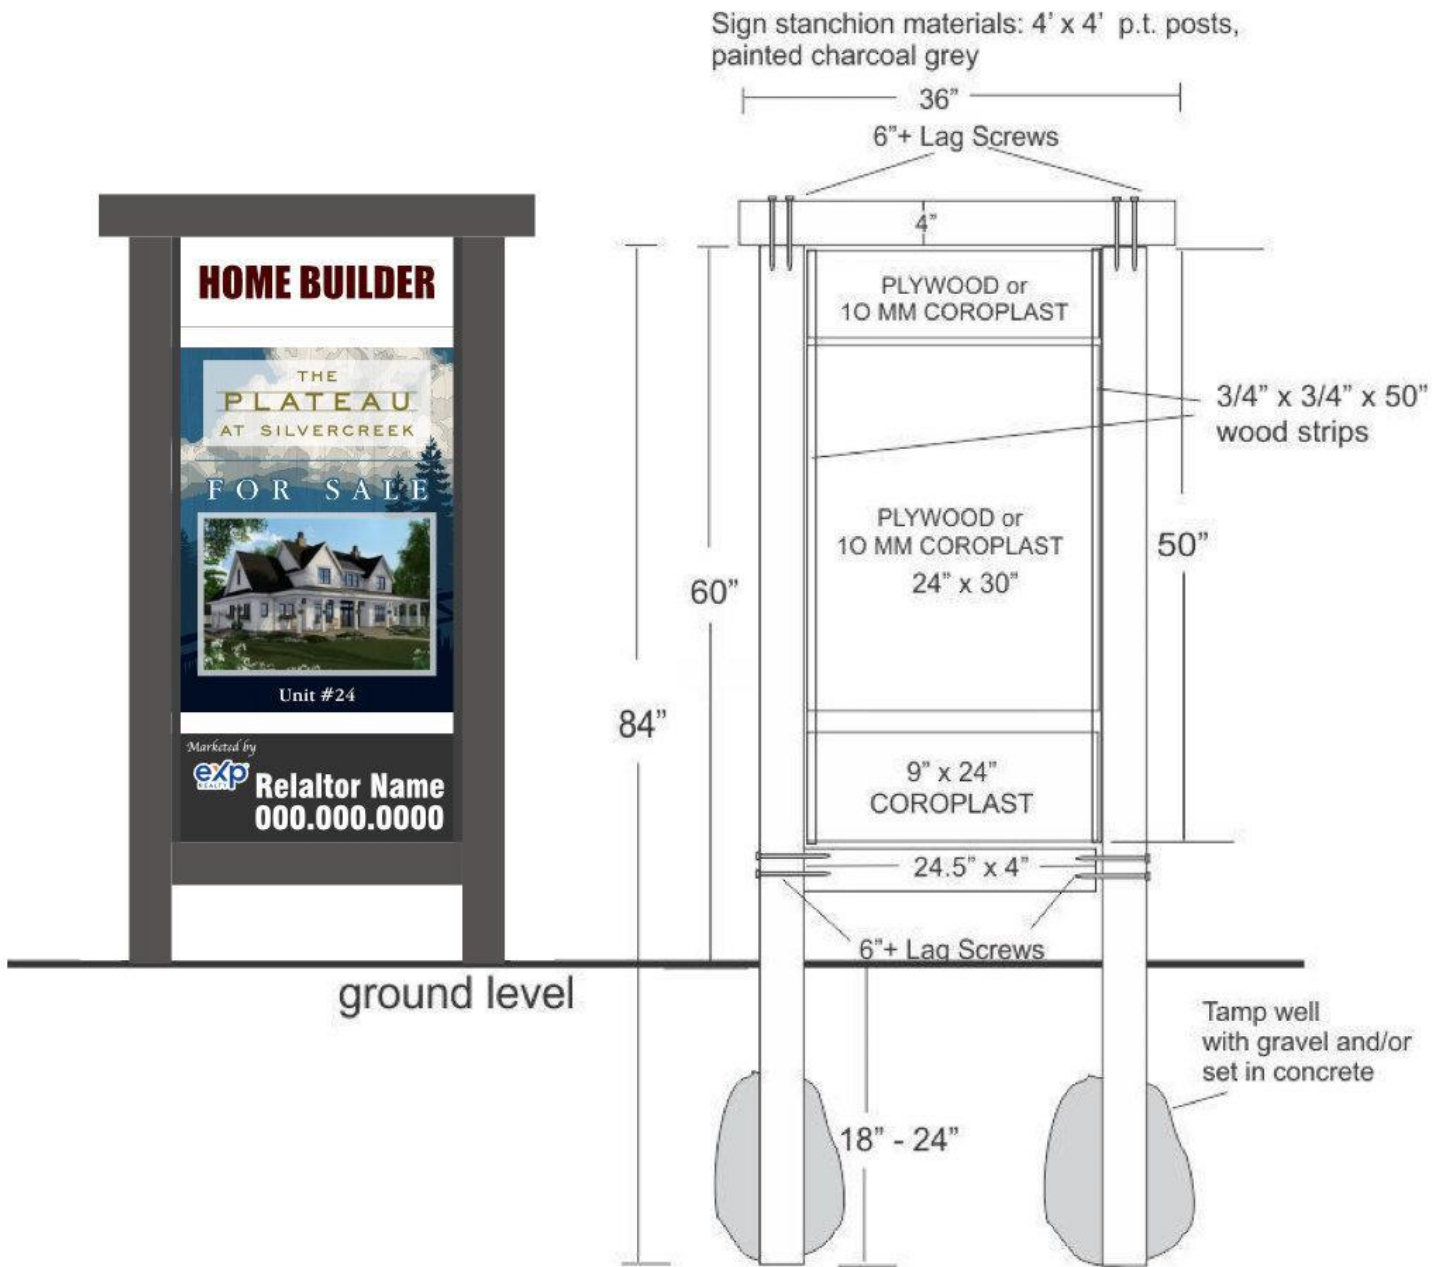 Sign stanchion materials: 4’ x 4’ p.t. posts,
painted charcoal grey
36”
6”+ Lag Screws
4”
HOME BUILDER
THE
PLATEAU
AT SILVERCREEK
FOR SALE
Unit #24
Marketed by
exp
REALTY
Relaltor Name
000.000.0000
PLYWOOD or
1O MM COROPLAST
3/4” x 3/4” x 50”
wood strips
PLYWOOD or
1O MM COROPLAST
24” x 30”
50”
60”
84”
9” x 24”
COROPLAST
24.5” x 4”
6”+ Lag Screws
ground level
Tamp well
with gravel and/or
set in concrete
18” - 24”